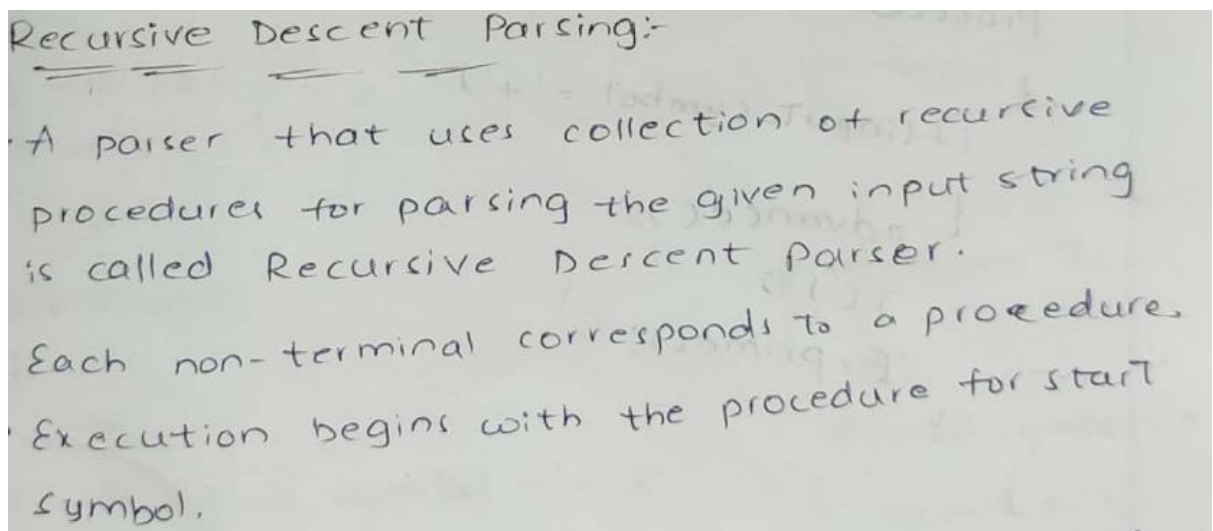 Recursive Descent Parsing:-
· A parser that uses collection of recursive
procedures for parsing the given input string
is called Recursive Descent Parser.
Each non-terminal corresponds to a procedure.
· Execution begins with the procedure for start
symbol.